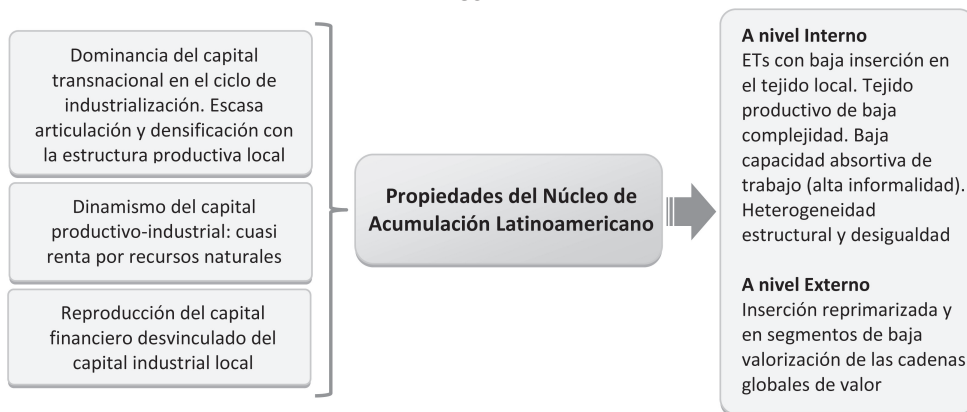 Dominancia del capital
transnacional en el ciclo de
industrialización. Escasa
articulación y densificación con
la estructura productiva local
Dinamismo del capital
productivo-industrial: cuasi
renta por recursos naturales
Reproducción del capital
financiero desvinculado del
capital industrial local
Propiedades del Núcleo de
Acumulación Latinoamericano
A nivel Interno
ETs con baja inserción en
el tejido local. Tejido
productivo de baja
complejidad. Baja
capacidad absortiva de
trabajo (alta informalidad).
Heterogeneidad
estructural y desigualdad
A nivel Externo
Inserción reprimarizada y
en segmentos de baja
valorización de las cadenas
globales de valor